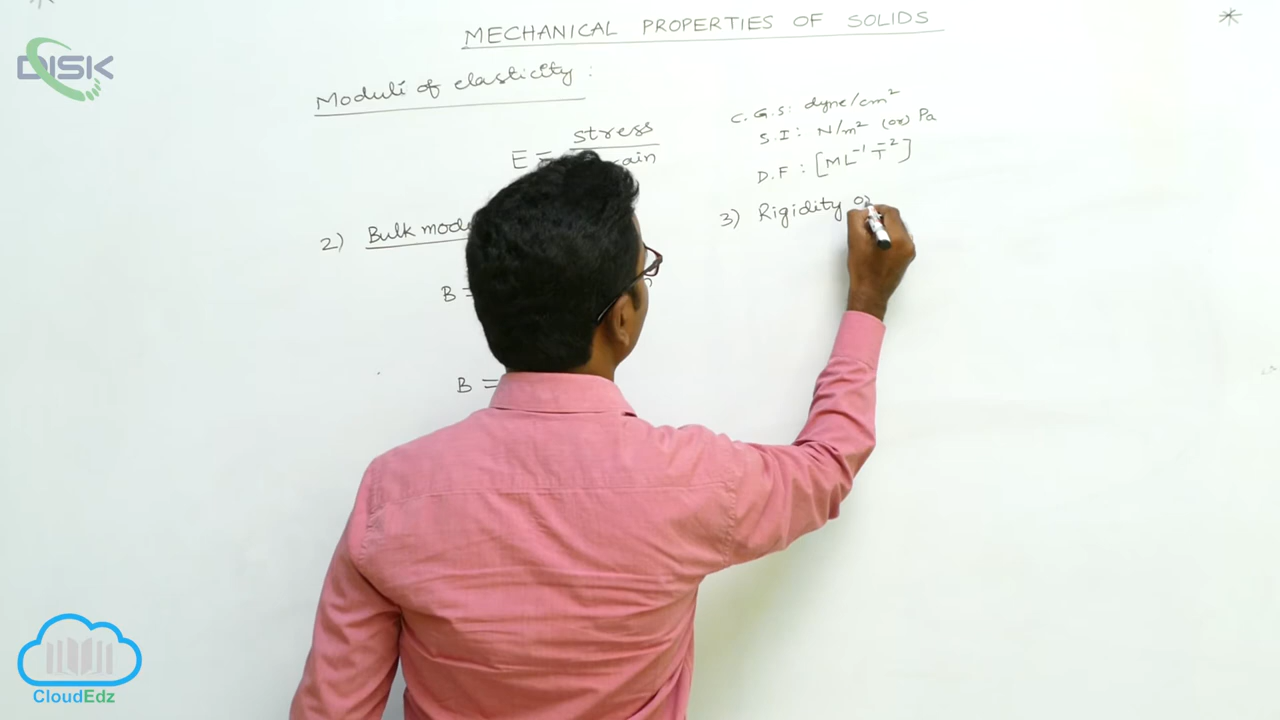 MECHANICAL PROPERTIES OF SOLIDS
DISK
Moduli of elasticity :
E = stress
2) Bulk
B =
B =
C.G.S: dyne/cm²
S.I: N/m² (or) Pa
D.F : [ML⁻¹T⁻²]
3) Rigidity
CloudEdz